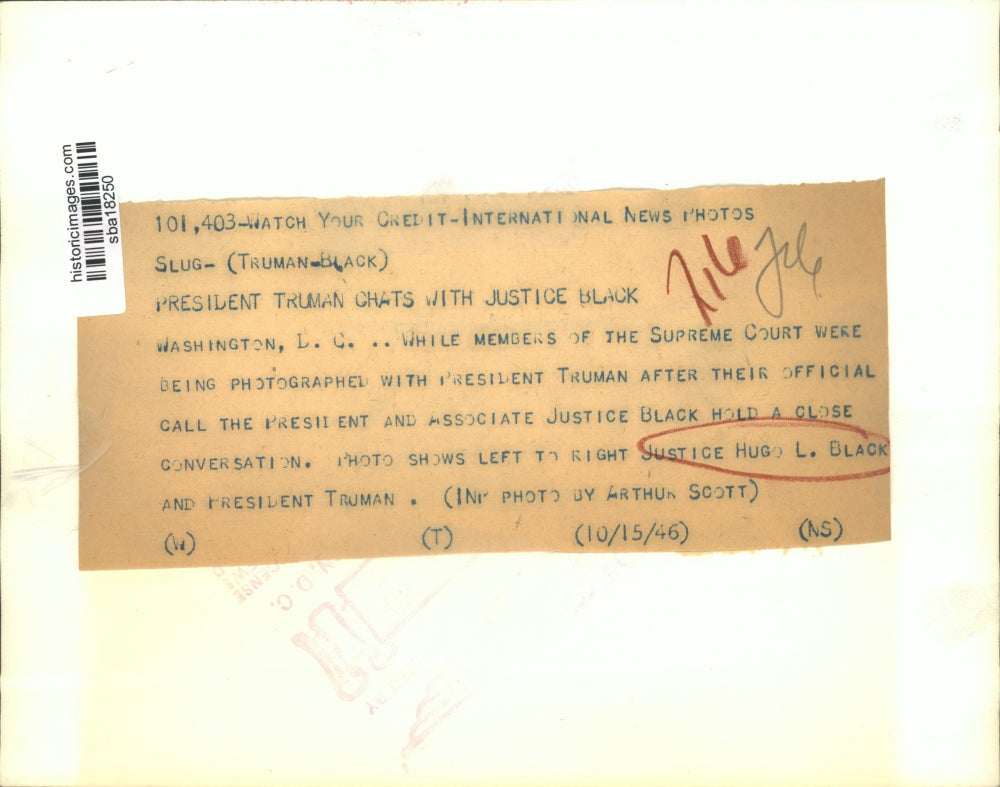 historicimages.com
sba18250
101,403-WATCH YOUR CREDIT-INTERNATIONAL NEWS PHOTOS
SLUG- (TRUMAN-BLACK)
PRESIDENT TRUMAN CHATS WITH JUSTICE BLACK
WASHINGTON, D. C. .. WHILE MEMBERS OF THE SUPREME COURT WERE
BEING PHOTOGRAPHED WITH PRESIDENT TRUMAN AFTER THEIR OFFICIAL
CALL THE PRESIDENT AND ASSOCIATE JUSTICE BLACK HOLD A CLOSE
CONVERSATION. PHOTO SHOWS LEFT TO RIGHT JUSTICE HUGO L. BLACK
AND PRESIDENT TRUMAN . (INP PHOTO BY ARTHUR SCOTT)
(W) (T) (10/15/46) (NS)
D. C.
BY